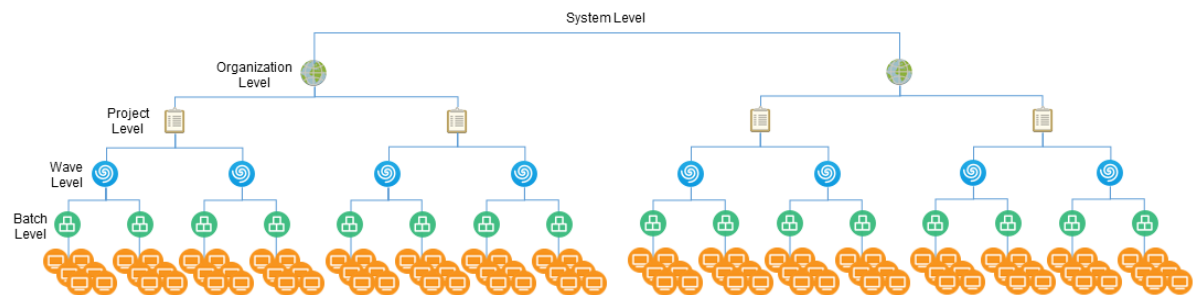 System Level
Organization
Level
Project
Level
Wave
Level
Batch
Level